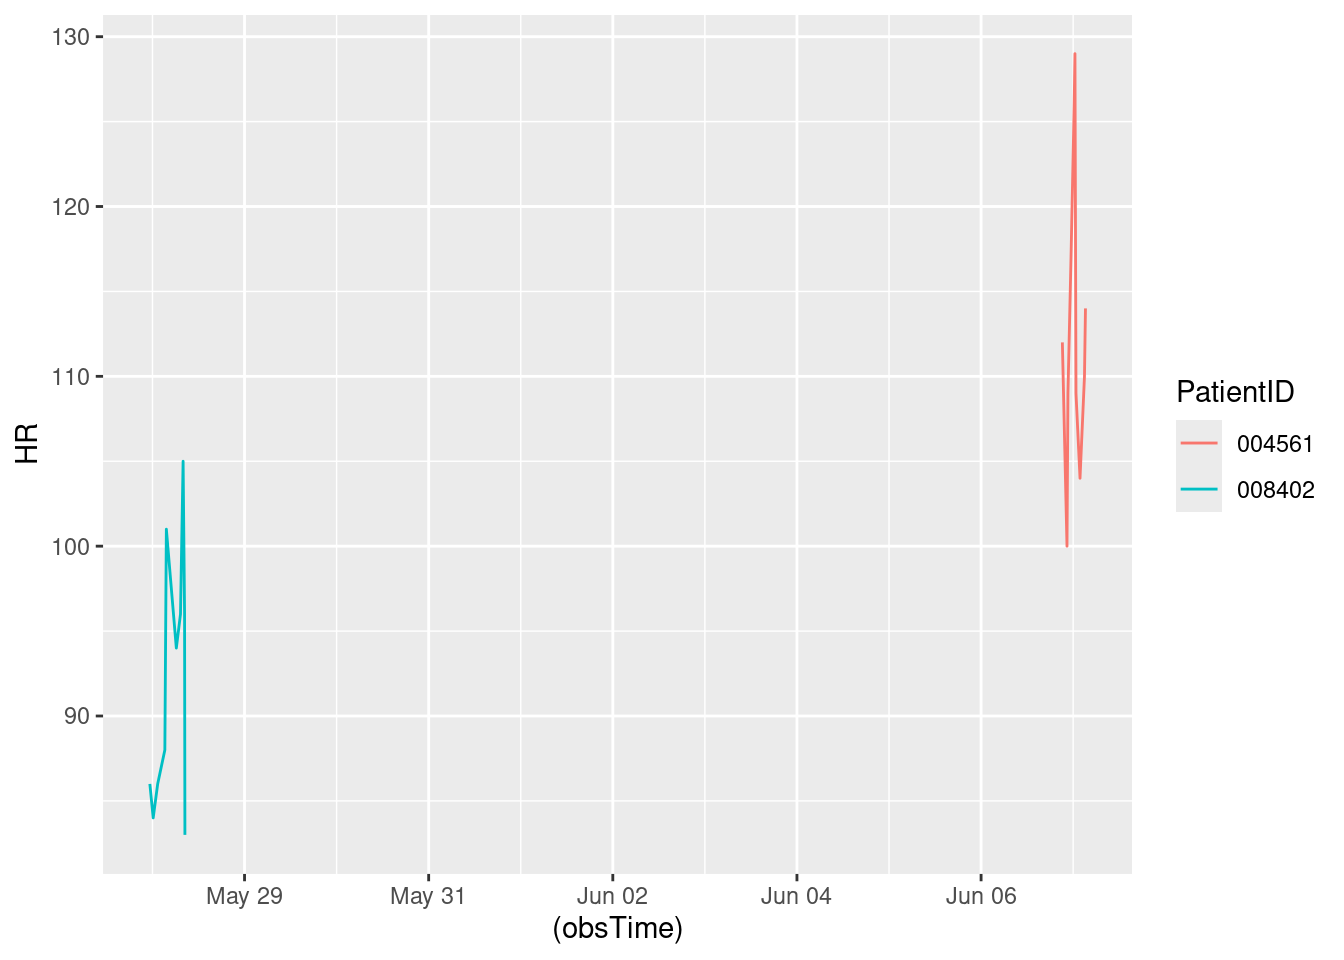 130
120
110
100
90
HR
May 29
May 31
Jun 02
Jun 04
Jun 06
(obsTime)
PatientID
004561
008402